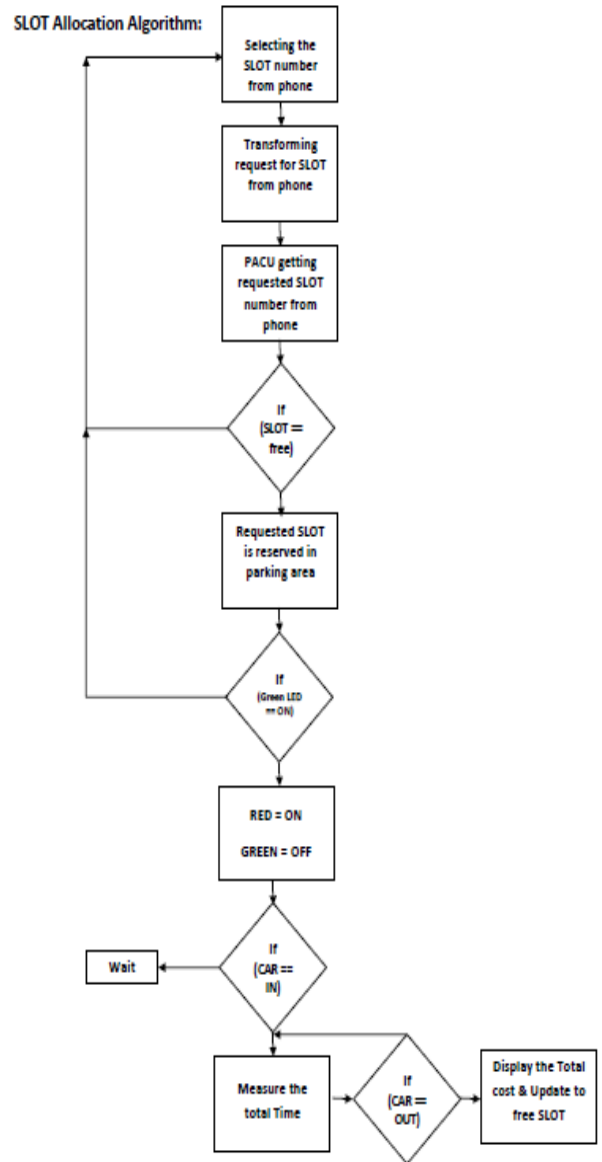 SLOT Allocation Algorithm:
Selecting the
SLOT number
from phone
Transforming
request for SLOT
from phone
PACU getting
requested SLOT
number from
phone
If
(SLOT ==
free)
Requested SLOT
is reserved in
parking area
If
(Green LED
== ON)
RED = ON
GREEN = OFF
If
(CAR ==
IN)
Wait
Measure the
total Time
If
(CAR ==
OUT)
Display the Total
cost & Update to
free SLOT